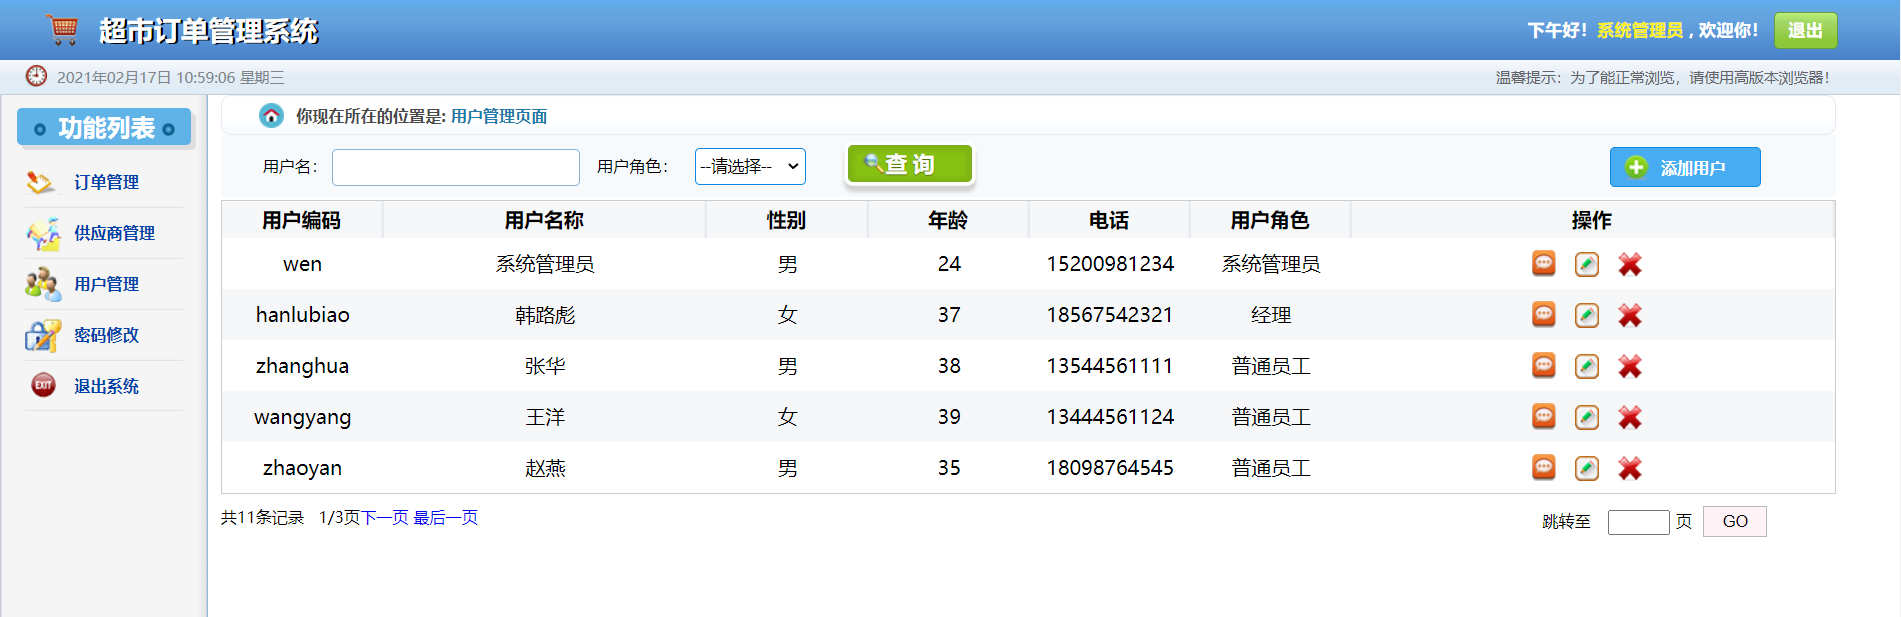 超市订单管理系统
下午好！系统管理员 , 欢迎你！ 退出
2021年02月17日 10:59:06 星期三
温馨提示：为了能正常浏览，请使用高版本浏览器！
功能列表
订单管理
供应商管理
用户管理
密码修改
EXIT 退出系统
你现在所在的位置是: 用户管理页面
用户名： 用户角色： --请选择-- 查 询 添加用户
用户编码 用户名称 性别 年龄 电话 用户角色 操作
wen 系统管理员 男 24 15200981234 系统管理员
hanlubiao 韩路彪 女 37 18567542321 经理
zhanghua 张华 男 38 13544561111 普通员工
wangyang 王洋 女 39 13444561124 普通员工
zhaoyan 赵燕 男 35 18098764545 普通员工
共11条记录 1/3页下一页 最后一页
跳转至 页 GO